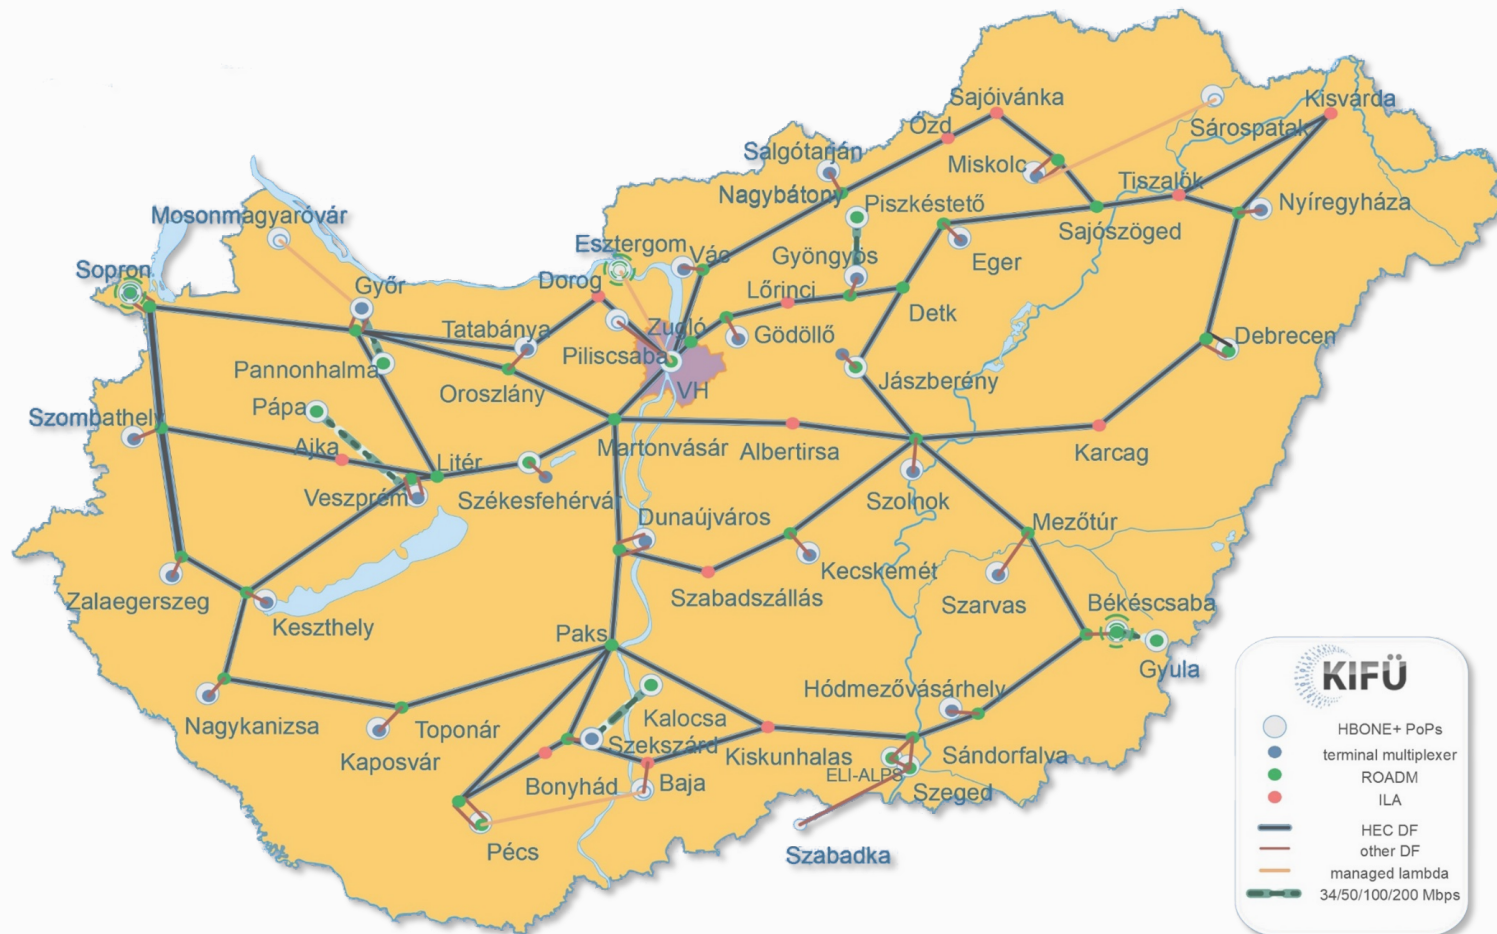 Sajóivánka
Kisvárda
Ózd
Sárospatak
Salgótarján
Miskolc
Tiszalök
Nagybátony
Piszkéstető
Nyíregyháza
Mosonmagyaróvár
Sajószöged
Esztergom
Vác
Gyöngyös
Eger
Sopron
Dorog
Lőrinci
Győr
Detk
Tatabánya
Zugló
Gödöllő
Debrecen
Piliscsaba
Pannonhalma
Jászberény
Oroszlány
VH
Pápa
Szombathely
Martonvásár
Albertirsa
Karcag
Ajka
Litér
Veszprém
Székesfehérvár
Szolnok
Dunaújváros
Mezőtúr
Kecskemét
Zalaegerszeg
Szabadszállás
Szarvas
Békéscsaba
Keszthely
Paks
Gyula
Hódmezővásárhely
Nagykanizsa
Toponár
Kalocsa
Kaposvár
Szekszárd
Kiskunhalas
Sándorfalva
Bonyhád
Baja
ELI-ALPS
Szeged
Pécs
Szabadka
KIFÜ
HBONE+ PoPs
terminal multiplexer
ROADM
ILA
HEC DF
other DF
managed lambda
34/50/100/200 Mbps